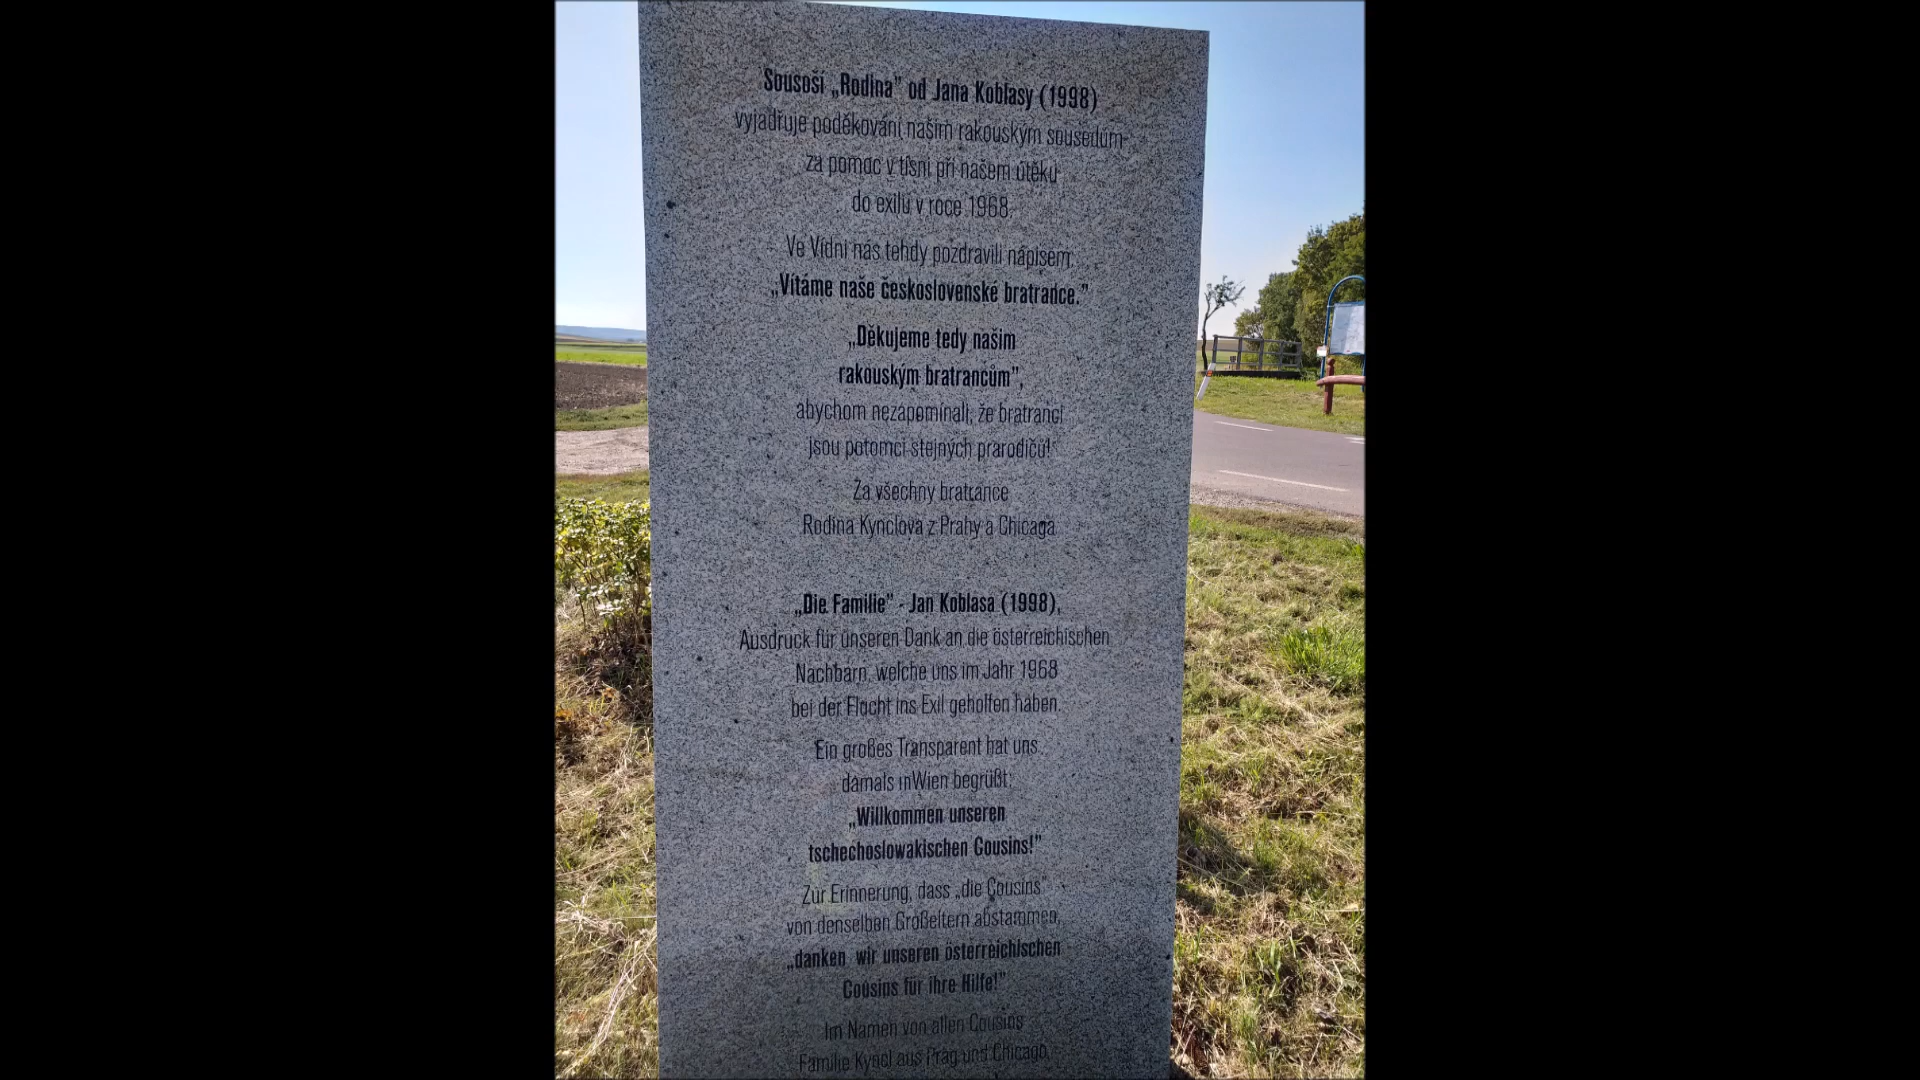 Sousoší „Rodina” od Jana Koblasy (1998)
vyjadřuje poděkování našim rakouským sousedům
za pomoc v tísni při našem útěku
do exilu v roce 1968.
Ve Vídni nás tehdy pozdravili nápisem:
„Vítáme naše československé bratrance.”
„Děkujeme tedy našim
rakouským bratrancům”,
abychom nezapomínali, že bratranci
jsou potomci stejných prarodičů!
Za všechny bratrance
Rodina Kynclova z Prahy a Chicaga
„Die Familie” - Jan Koblasa (1998),
Ausdruck für unseren Dank an die österreichischen
Nachbarn, welche uns im Jahr 1968
bei der Flucht ins Exil geholfen haben.
Ein großes Transparent hat uns
damals inWien begrüßt:
„Willkommen unseren
tschechoslowakischen Cousins!”
Zur Erinnerung, dass „die Cousins”
von denselben Großeltern abstammen,
„danken wir unseren österreichischen
Cousins für ihre Hilfe!”
Im Namen von allen Cousins
Familie Kyncl aus Prag und Chicago.